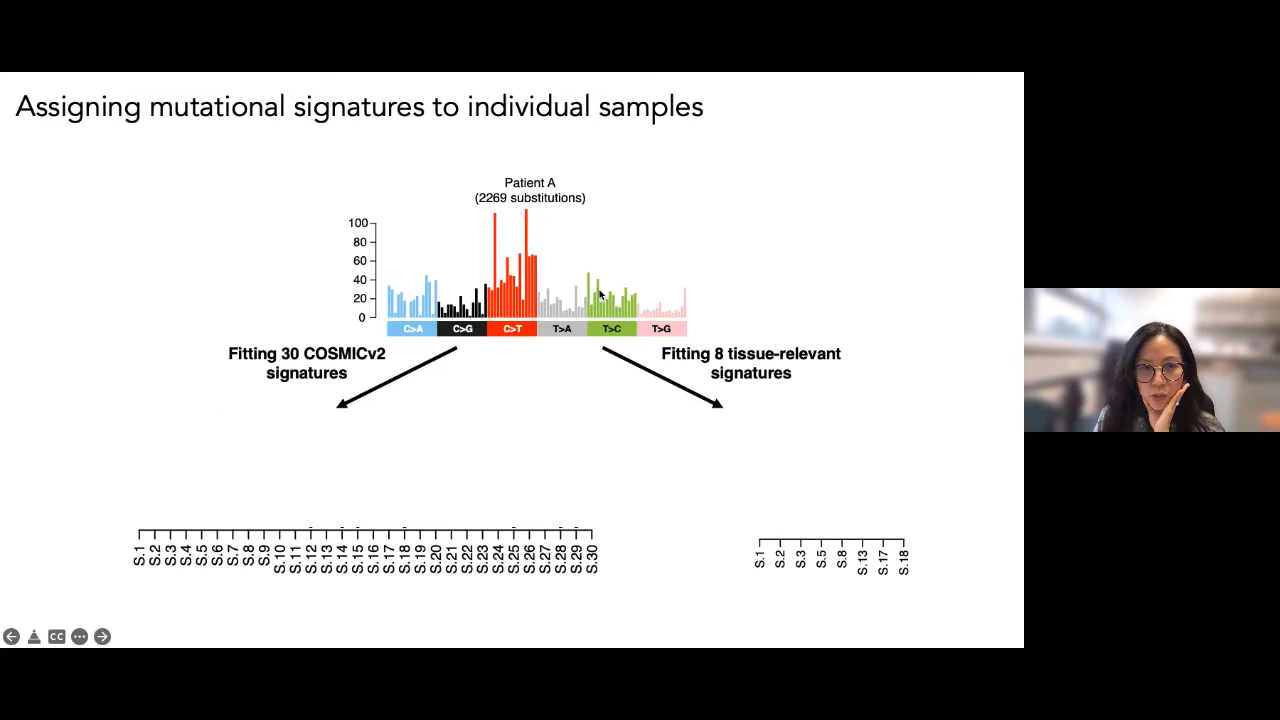 Assigning mutational signatures to individual samples
Patient A
(2269 substitutions)
100
80
60
40
20
0
C>A C>G C>T T>A T>C T>G
Fitting 30 COSMICv2
signatures
Fitting 8 tissue-relevant
signatures
S.1 S.2 S.3 S.4 S.5 S.6 S.7 S.8 S.9 S.10 S.11 S.12 S.13 S.14 S.15 S.16 S.17 S.18 S.19 S.20 S.21 S.22 S.23 S.24 S.25 S.26 S.27 S.28 S.29 S.30
S.1 S.2 S.3 S.5 S.8 S.13 S.17 S.18
CC